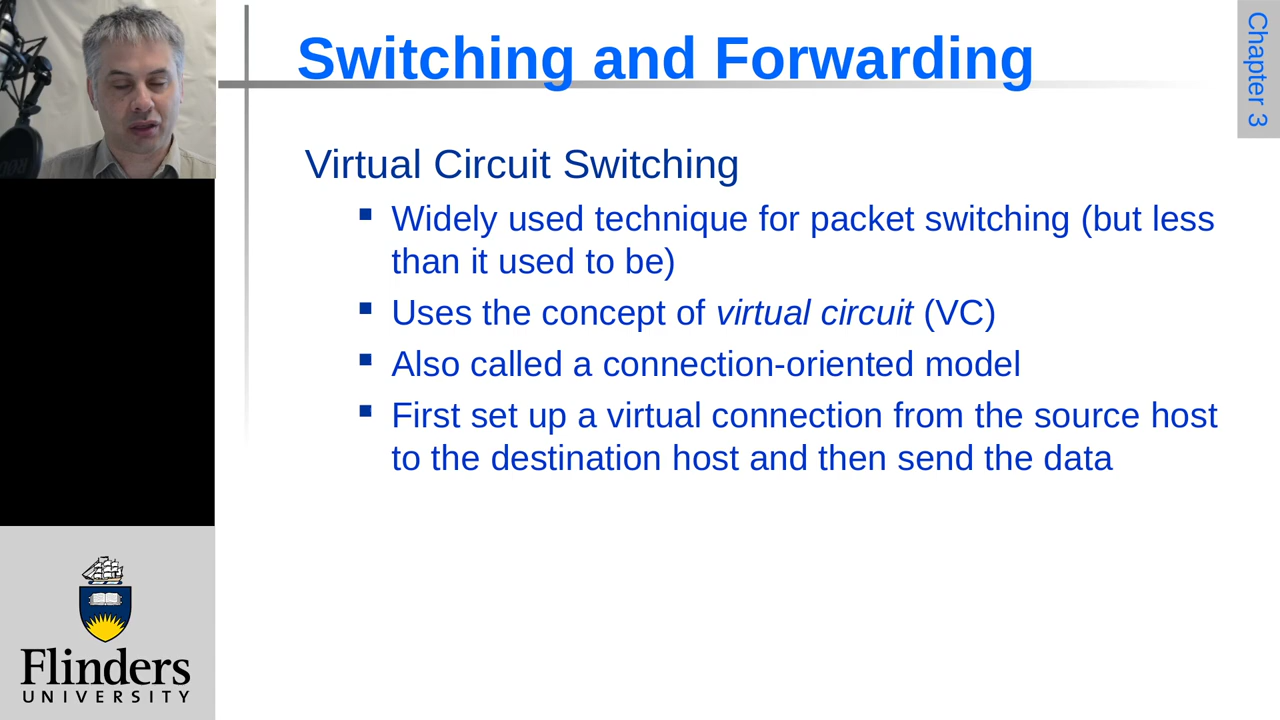 Switching and Forwarding
Chapter 3
Virtual Circuit Switching
▪ Widely used technique for packet switching (but less
than it used to be)
▪ Uses the concept of virtual circuit (VC)
▪ Also called a connection-oriented model
▪ First set up a virtual connection from the source host
to the destination host and then send the data
Flinders
UNIVERSITY